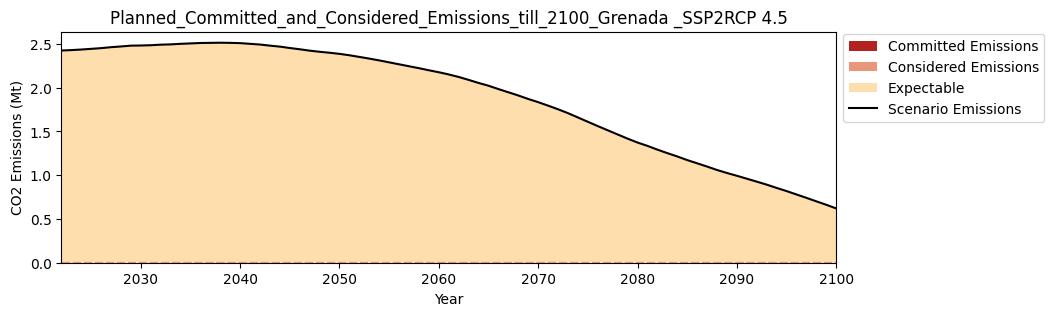 Planned_Committed_and_Considered_Emissions_till_2100_Grenada _SSP2RCP 4.5
Committed Emissions
Considered Emissions
Expectable
Scenario Emissions
CO2 Emissions (Mt)
2.5
2.0
1.5
1.0
0.5
0.0
2030 2040 2050 2060 2070 2080 2090 2100
Year